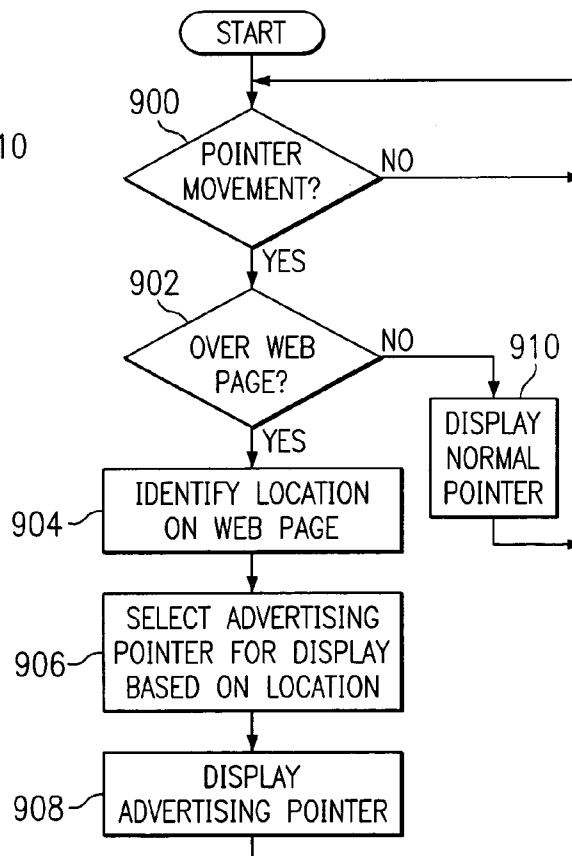 START
900
10
POINTER
MOVEMENT?
NO
YES
902
OVER WEB
PAGE?
NO
910
YES
DISPLAY
NORMAL
POINTER
IDENTIFY LOCATION
ON WEB PAGE
904
SELECT ADVERTISING
POINTER FOR DISPLAY
BASED ON LOCATION
906
DISPLAY
ADVERTISING POINTER
908